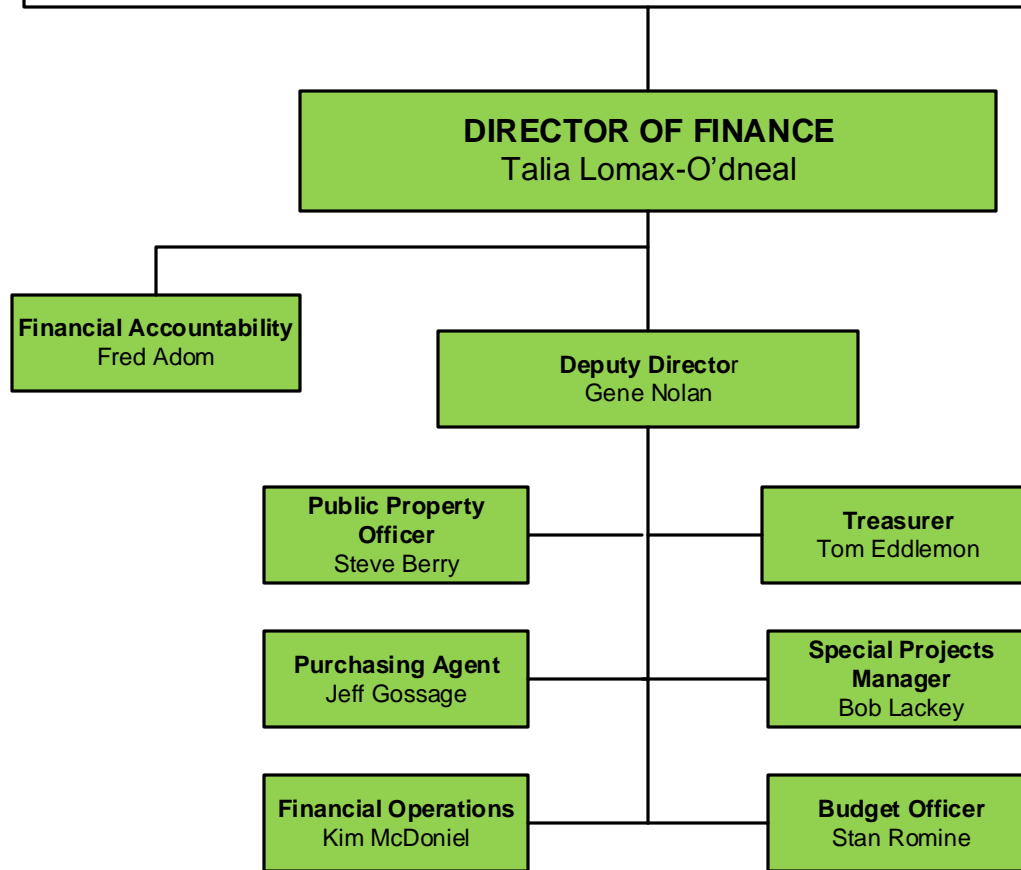 DIRECTOR OF FINANCE
Talia Lomax-O’dneal
Financial Accountability
Fred Adom
Deputy Director
Gene Nolan
Public Property
Officer
Steve Berry
Treasurer
Tom Eddlemon
Purchasing Agent
Jeff Gossage
Special Projects
Manager
Bob Lackey
Financial Operations
Kim McDoniel
Budget Officer
Stan Romine